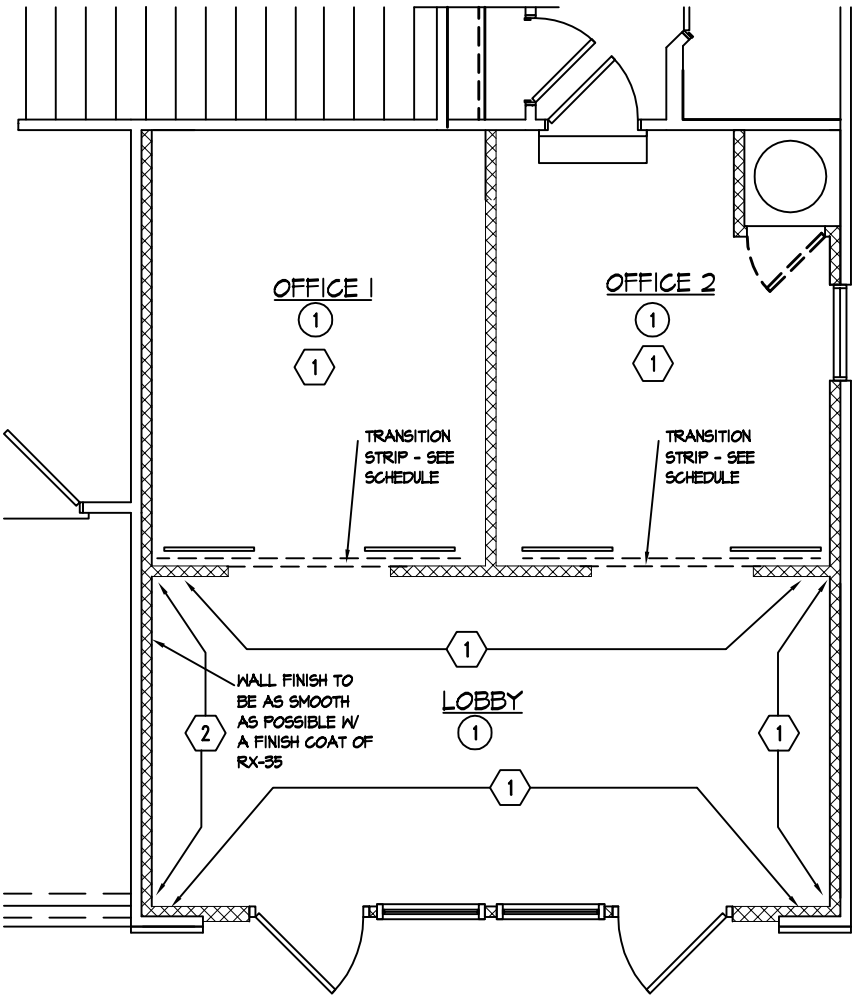 OFFICE 1
1
1
OFFICE 2
1
1
TRANSITION
STRIP - SEE
SCHEDULE
TRANSITION
STRIP - SEE
SCHEDULE
1
WALL FINISH TO
BE AS SMOOTH
AS POSSIBLE W/
A FINISH COAT OF
RX-35
2
LOBBY
1
1
1